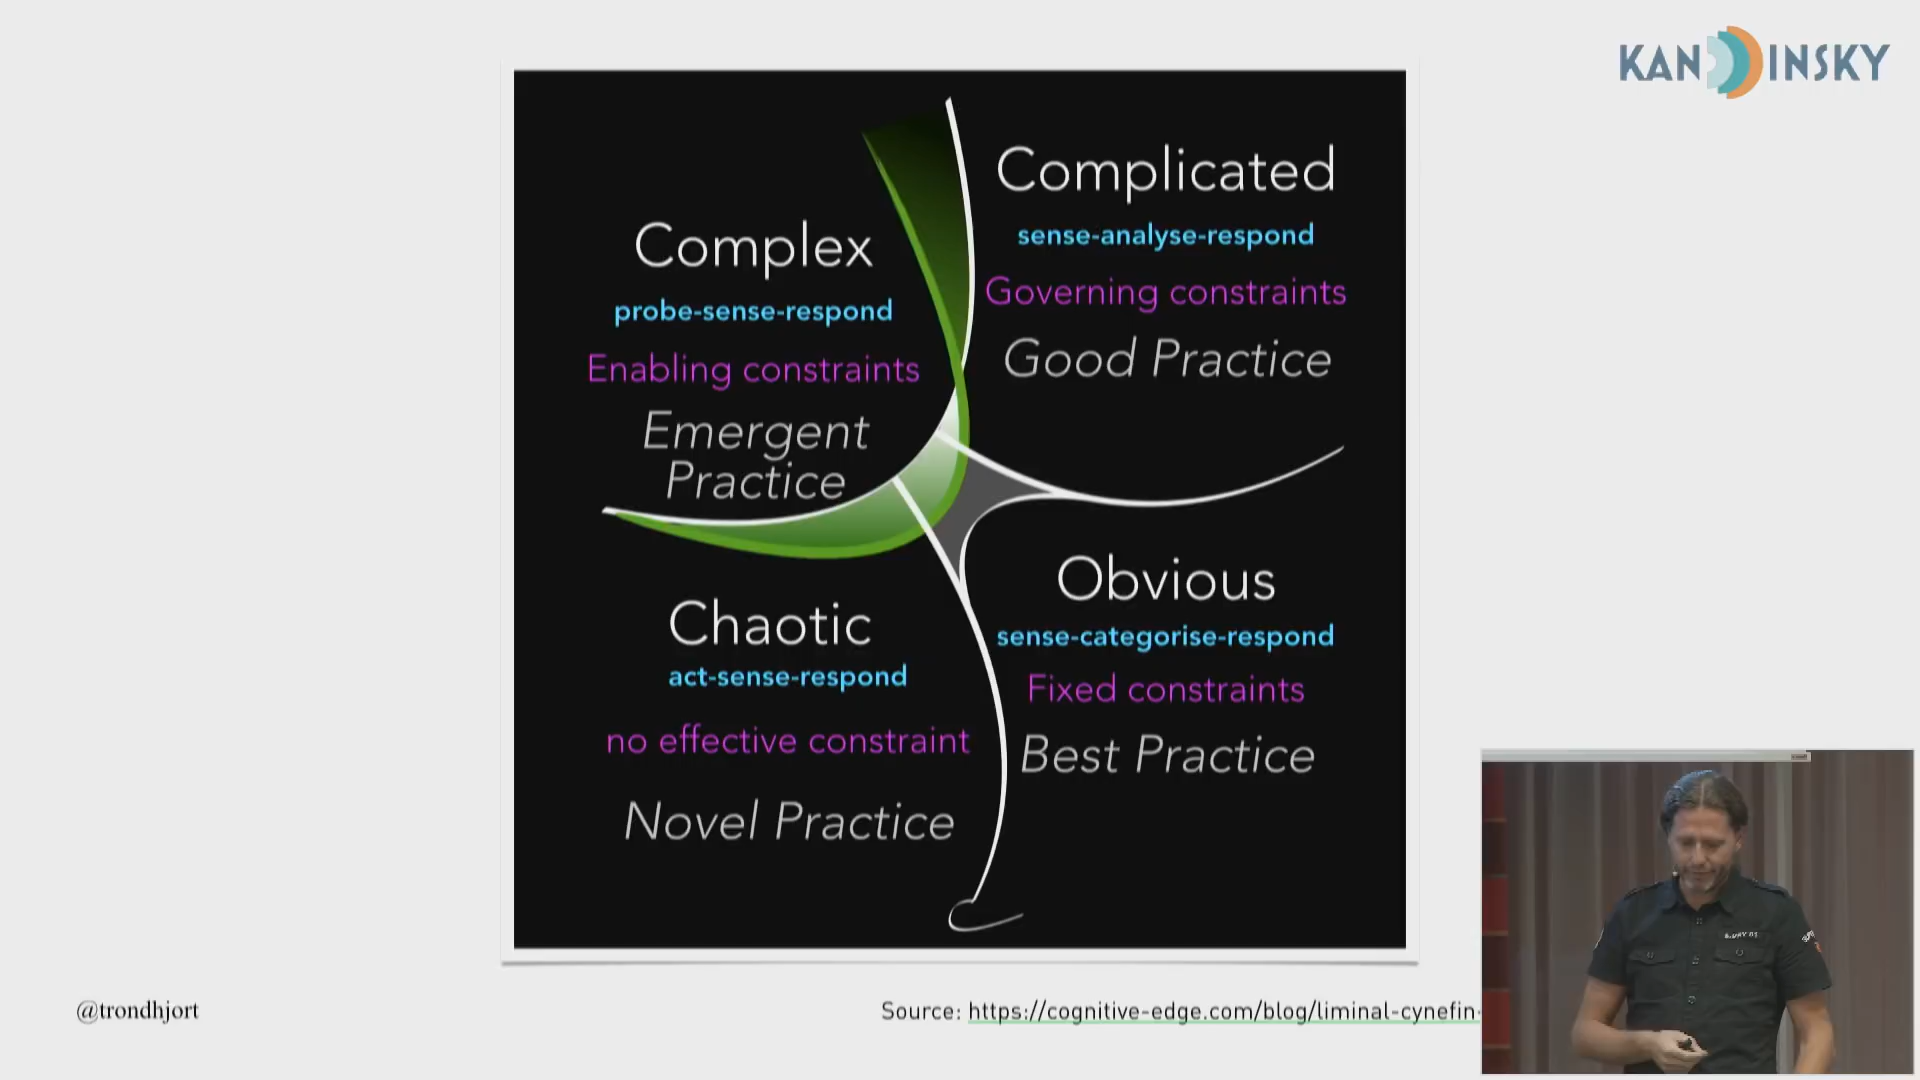 KANDINSKY
Complex
probe-sense-respond
Enabling constraints
Emergent
Practice
Complicated
sense-analyse-respond
Governing constraints
Good Practice
Chaotic
act-sense-respond
no effective constraint
Novel Practice
Obvious
sense-categorise-respond
Fixed constraints
Best Practice
@trondhjort
Source: https://cognitive-edge.com/blog/liminal-cynefin-